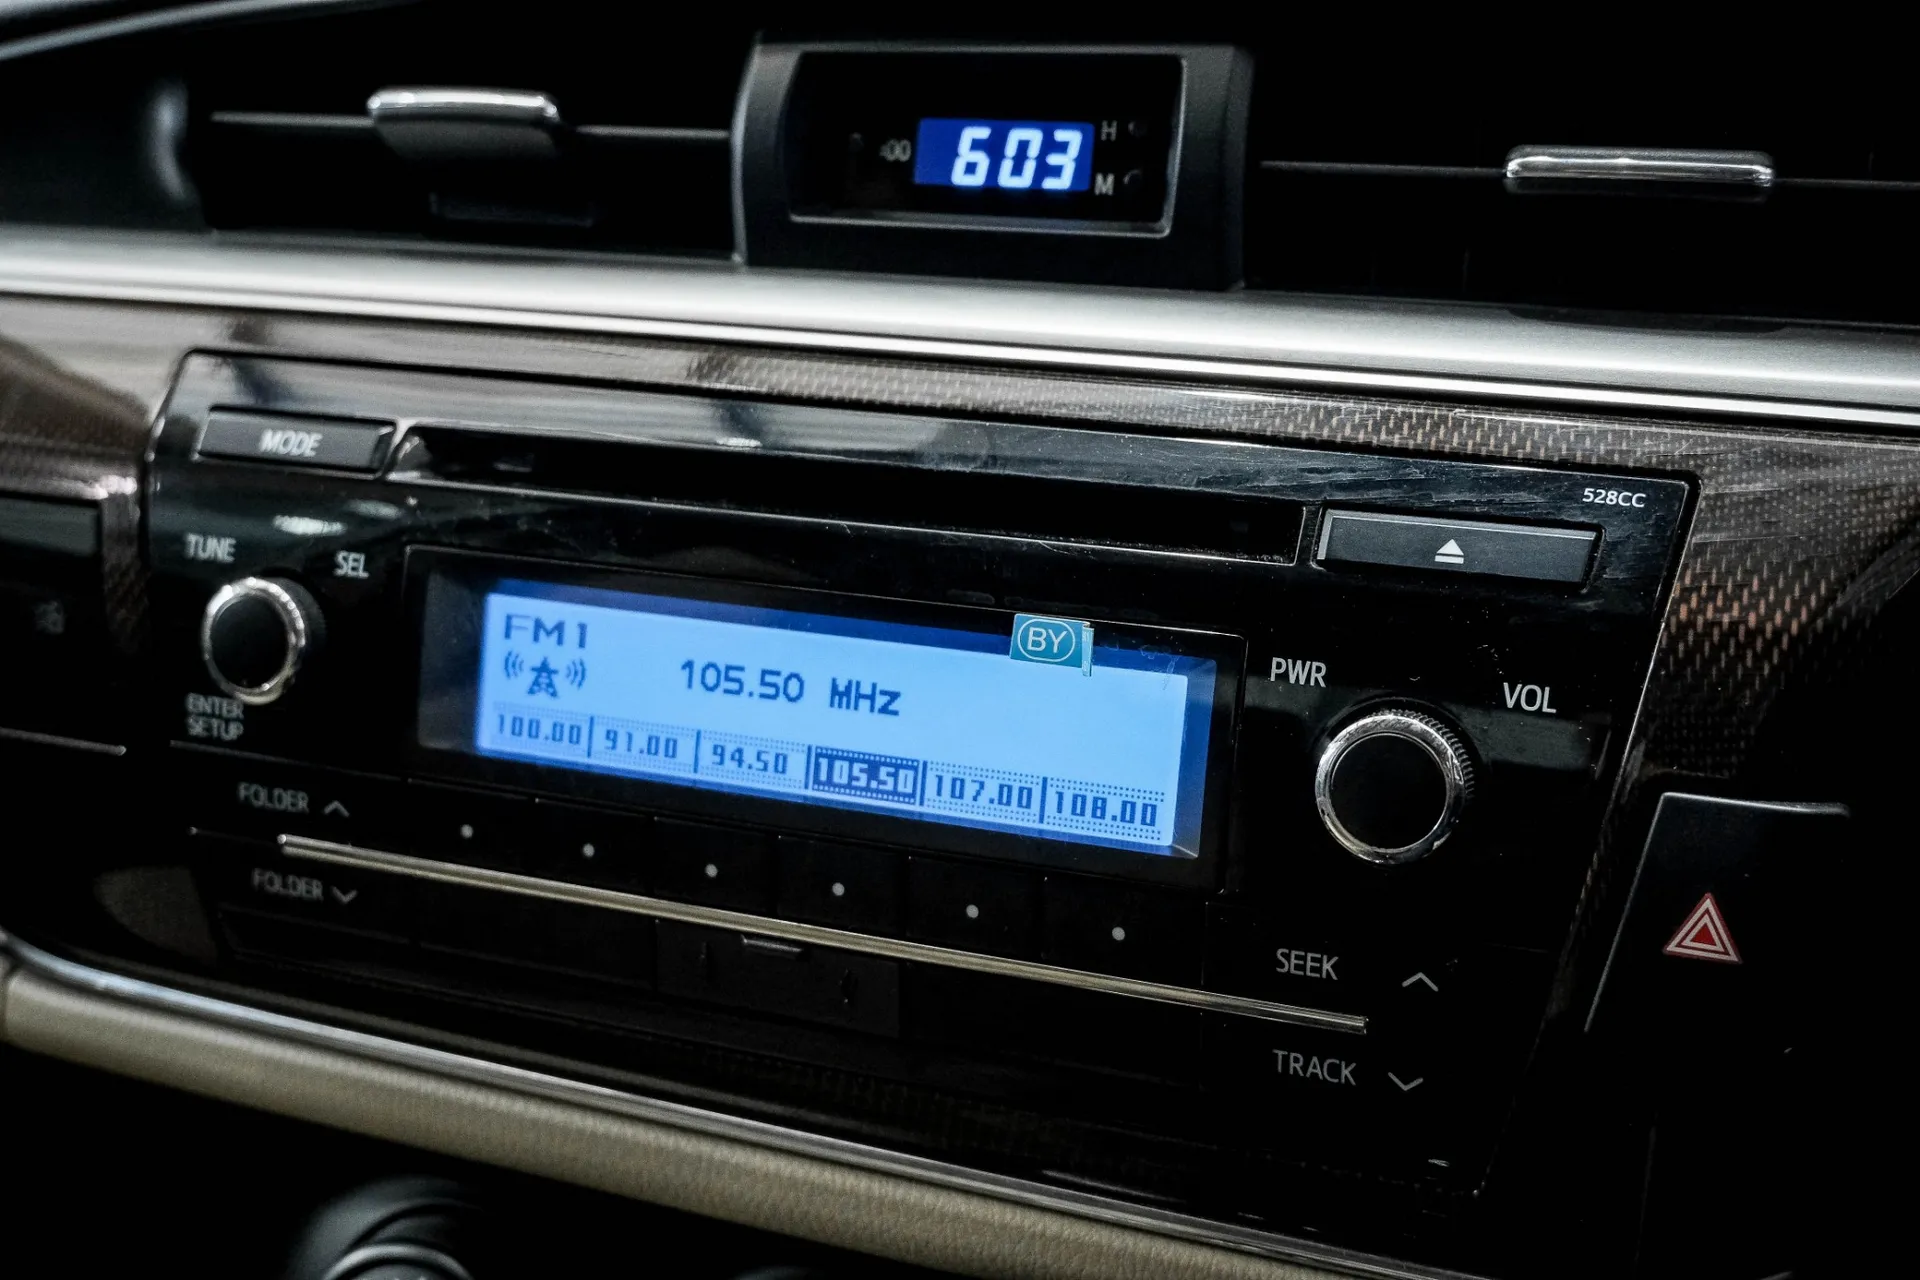 :00
603
H
M
MODE
528CC
TUNE
SEL
ENTER
SETUP
FM1
BY
105.50 MHz
100.00 91.00 94.50 105.50 107.00 108.00
PWR
VOL
FOLDER
FOLDER
SEEK
TRACK